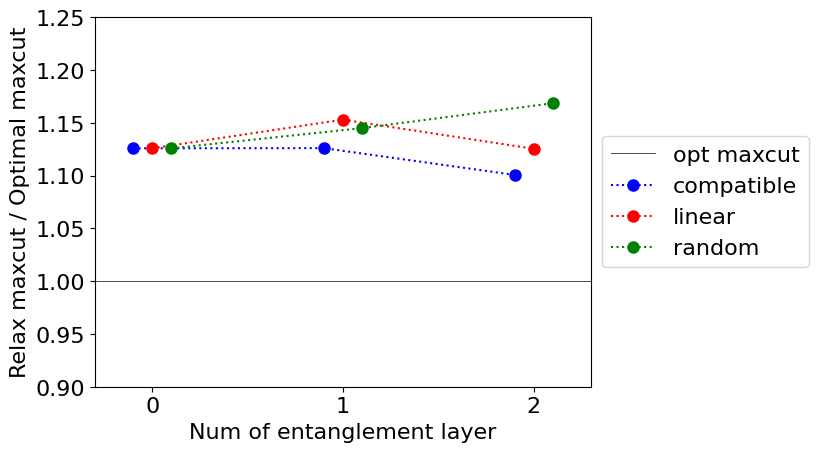 1.25
1.20
1.15
1.10
1.05
1.00
0.95
0.90
Relax maxcut / Optimal maxcut
0 1 2
Num of entanglement layer
opt maxcut
compatible
linear
random